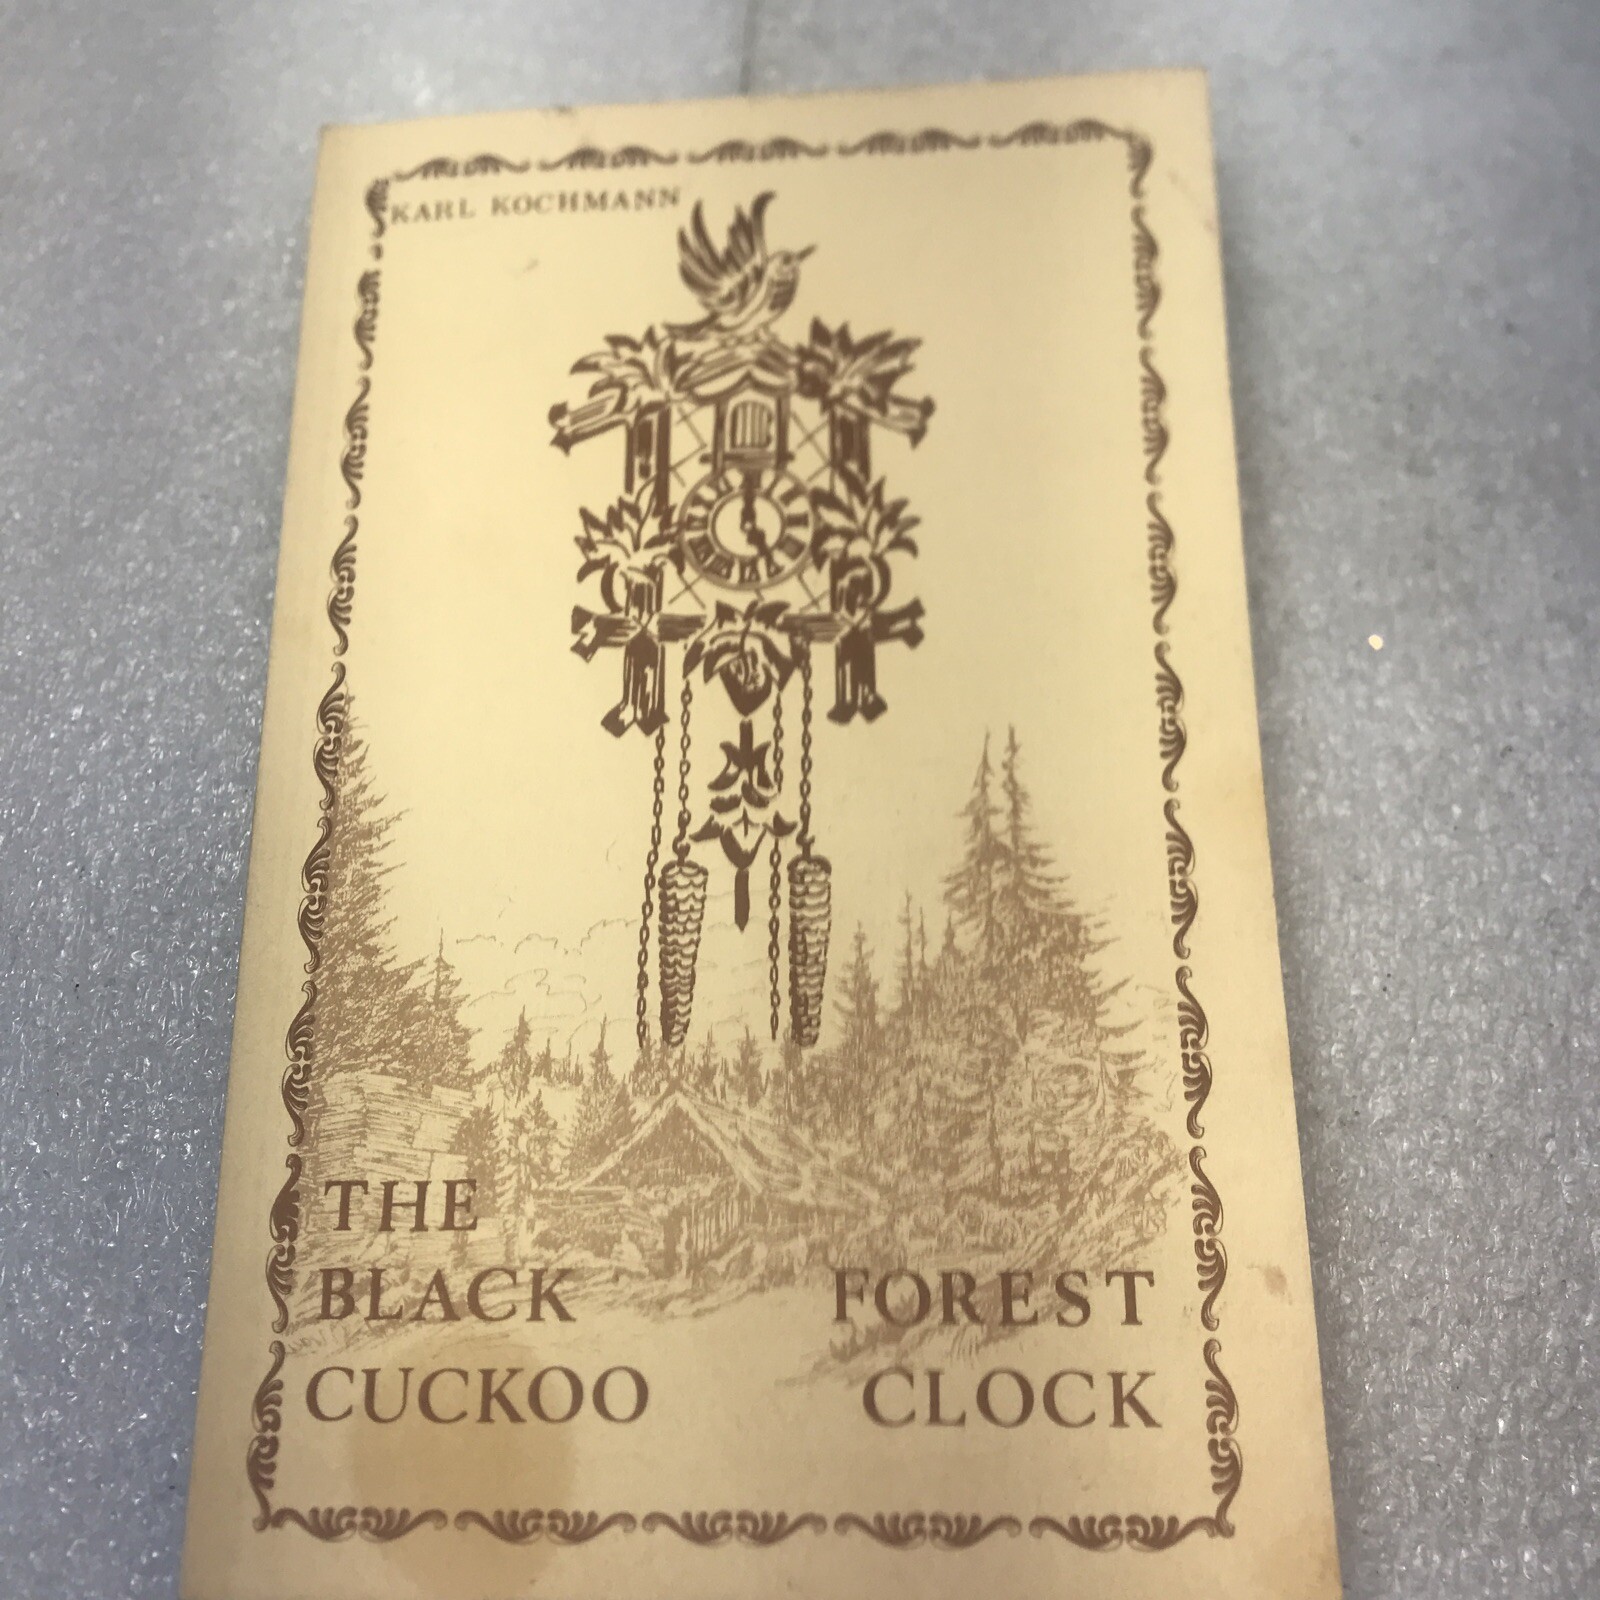 KARL KOCHMANN
THE
BLACK FOREST
CUCKOO CLOCK